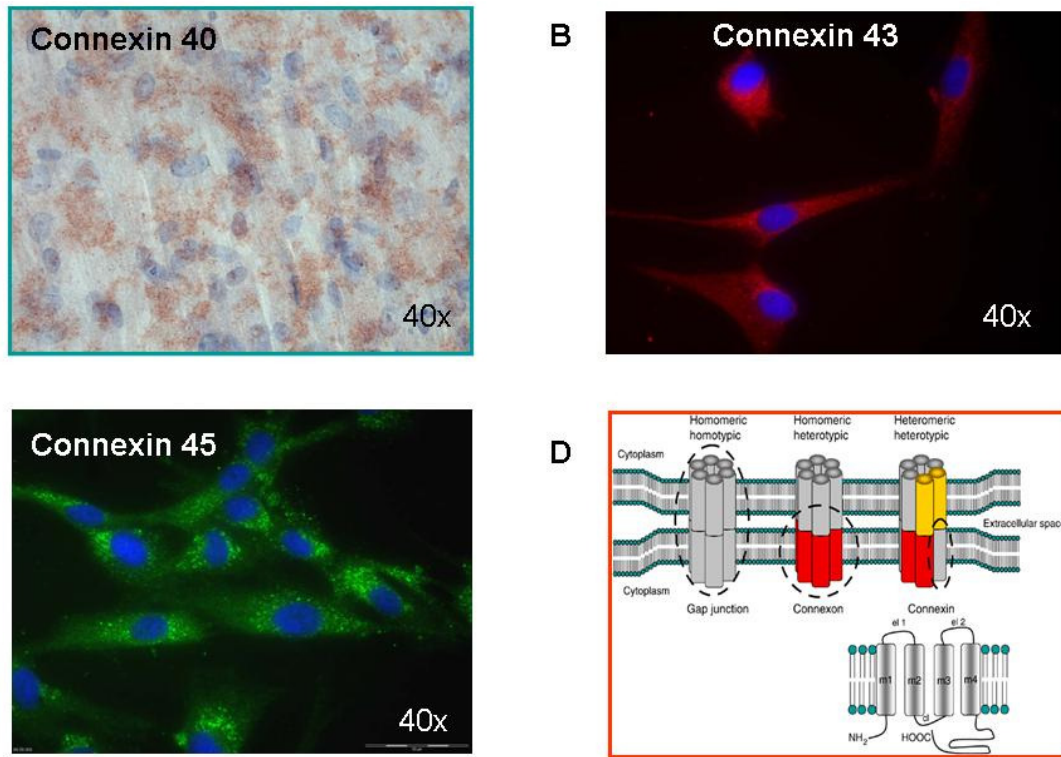 Connexin 40
40x
B
Connexin 43
40x
Connexin 45
40x
D
Homomeric
homotypic
Homomeric
heterotypic
Heteromeric
heterotypic
Cytoplasm
Extracellular space
Cytoplasm
Gap junction
Connexon
Connexin
el 1
el 2
m1
m2
m3
m4
cl
NH2
HOOC